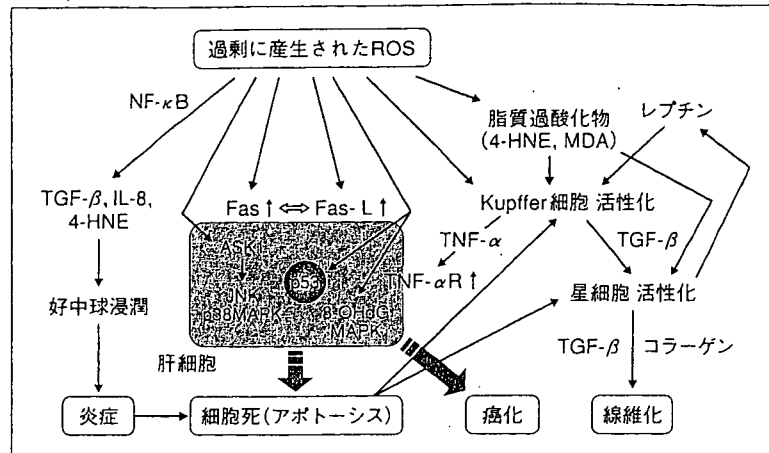 過剰に産生されたROS
NF-κB
脂質過酸化物
(4-HNE, MDA)
レプチン
TGF-β, IL-8,
4-HNE
Fas↑ ⇔ Fas-L↑
Kupffer細胞 活性化
ASK
TNF-α
TGF-β
p53
TNF-αR↑
JNK
p38MAPK
8-OHdG
MAPK
好中球浸潤
星細胞 活性化
肝細胞
TGF-β コラーゲン
炎症
細胞死(アポトーシス)
癌化
線維化